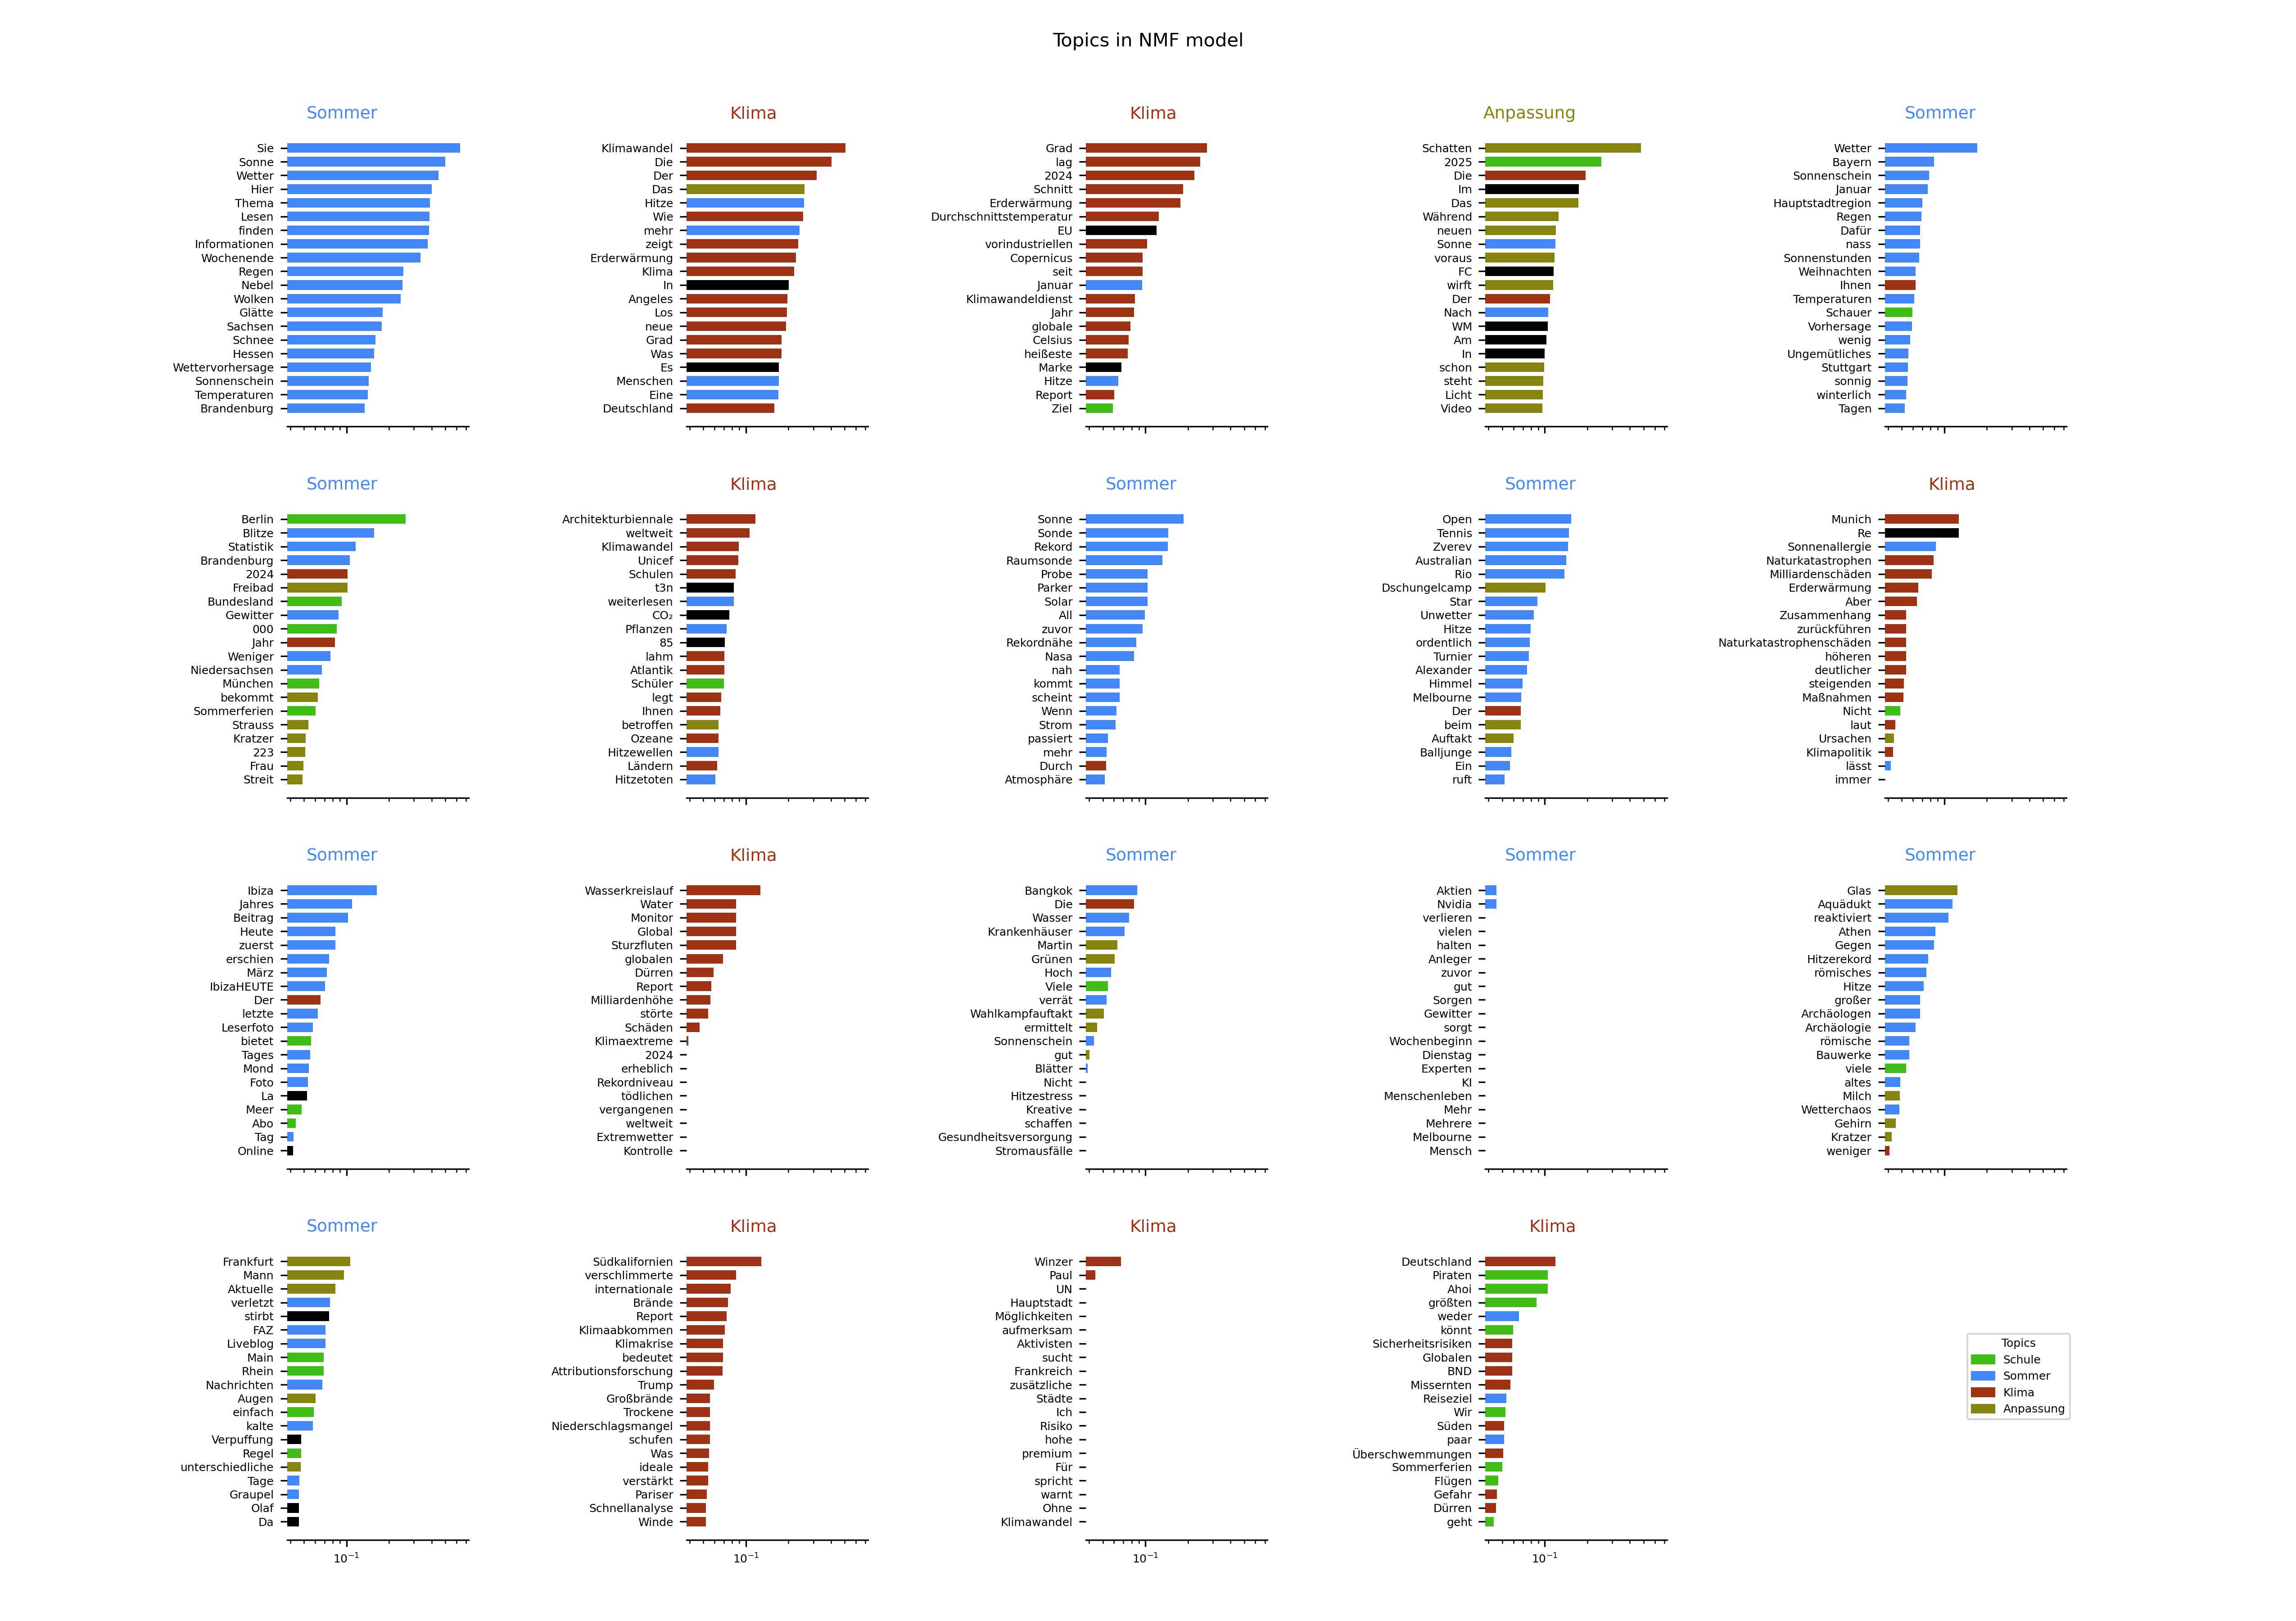 Topics in NMF model
Sommer
Sie
Sonne
Wetter
Hier
Thema
Lesen
finden
Informationen
Wochenende
Regen
Nebel
Wolken
Glätte
Sachsen
Schnee
Hessen
Wettervorhersage
Sonnenschein
Temperaturen
Brandenburg
Klima
Klimawandel
Die
Der
Das
Hitze
Wie
mehr
zeigt
Erderwärmung
Klima
In
Angeles
Los
neue
Grad
Was
Es
Menschen
Eine
Deutschland
Klima
Grad
lag
2024
Schnitt
Erderwärmung
Durchschnittstemperatur
EU
vorindustriellen
Copernicus
seit
Januar
Klimawandeldienst
Jahr
globale
Celsius
heißeste
Marke
Hitze
Report
Ziel
Anpassung
Schatten
2025
Die
Im
Das
Während
neuen
Sonne
voraus
FC
wirft
Der
Nach
WM
Am
In
schon
steht
Licht
Video
Sommer
Wetter
Bayern
Sonnenschein
Januar
Hauptstadtregion
Regen
Dafür
nass
Sonnenstunden
Weihnachten
Ihnen
Temperaturen
Schauer
Vorhersage
wenig
Ungemütliches
Stuttgart
sonnig
winterlich
Tagen
Sommer
Berlin
Blitze
Statistik
Brandenburg
2024
Freibad
Bundesland
Gewitter
000
Jahr
Weniger
Niedersachsen
München
bekommt
Sommerferien
Strauss
Kratzer
223
Frau
Streit
Klima
Architekturbiennale
weltweit
Klimawandel
Unicef
Schulen
t3n
weiterlesen
CO₂
Pflanzen
85
lahm
Atlantik
Schüler
legt
Ihnen
betroffen
Ozeane
Hitzewellen
Ländern
Hitzetoten
Sommer
Sonne
Sonde
Rekord
Raumsonde
Probe
Parker
Solar
All
zuvor
Rekordnähe
Nasa
nah
kommt
scheint
Wenn
Strom
passiert
mehr
Durch
Atmosphäre
Sommer
Open
Tennis
Zverev
Australian
Rio
Dschungelcamp
Star
Unwetter
Hitze
ordentlich
Turnier
Alexander
Himmel
Melbourne
Der
beim
Auftakt
Balljunge
Ein
ruft
Klima
Munich
Re
Sonnenallergie
Naturkatastrophen
Milliardenschäden
Erderwärmung
Aber
Zusammenhang
zurückführen
Naturkatastrophenschäden
höheren
deutlicher
steigenden
Maßnahmen
Nicht
laut
Ursachen
Klimapolitik
lässt
immer
Sommer
Ibiza
Jahres
Beitrag
Heute
zuerst
erschien
März
IbizaHEUTE
Der
letzte
Leserfoto
bietet
Tages
Mond
Foto
La
Meer
Abo
Tag
Online
Klima
Wasserkreislauf
Water
Monitor
Global
Sturzfluten
globalen
Dürren
Report
Milliardenhöhe
störte
Schäden
Klimaextreme
2024
erheblich
Rekordniveau
tödlichen
vergangenen
weltweit
Extremwetter
Kontrolle
Sommer
Bangkok
Die
Wasser
Krankenhäuser
Martin
Grünen
Hoch
Viele
verrät
Wahlkampfauftakt
ermittelt
Sonnenschein
gut
Blätter
Nicht
Hitzestress
Kreative
schaffen
Gesundheitsversorgung
Stromausfälle
Sommer
Aktien
Nvidia
verlieren
vielen
halten
Anleger
zuvor
gut
Sorgen
Gewitter
sorgt
Wochenbeginn
Dienstag
Experten
KI
Menschenleben
Mehr
Mehrere
Melbourne
Mensch
Sommer
Glas
Aquädukt
reaktiviert
Athen
Gegen
Hitzerekord
römisches
Hitze
großer
Archäologen
Archäologie
römische
Bauwerke
viele
altes
Milch
Wetterchaos
Gehirn
Kratzer
weniger
Sommer
Frankfurt
Mann
Aktuelle
verletzt
stirbt
FAZ
Liveblog
Main
Rhein
Nachrichten
Augen
einfach
kalte
Verpuffung
Regel
unterschiedliche
Tage
Graupel
Olaf
Da
10⁻¹
Klima
Südkalifornien
verschlimmerte
internationale
Brände
Report
Klimaabkommen
Klimakrise
bedeutet
Attributionsforschung
Trump
Großbrände
Trockene
Niederschlagsmangel
schufen
Was
ideale
verstärkt
Pariser
Schnellanalyse
Winde
10⁻¹
Klima
Winzer
Paul
UN
Hauptstadt
Möglichkeiten
aufmerksam
Aktivisten
sucht
Frankreich
zusätzliche
Städte
Ich
Risiko
hohe
premium
Für
spricht
warnt
Ohne
Klimawandel
10⁻¹
Klima
Deutschland
Piraten
Ahoi
größten
weder
könnt
Sicherheitsrisiken
Globalen
BND
Missernten
Reiseziel
Wir
Süden
paar
Überschwemmungen
Sommerferien
Flügen
Gefahr
Dürren
geht
10⁻¹
Topics
Schule
Sommer
Klima
Anpassung